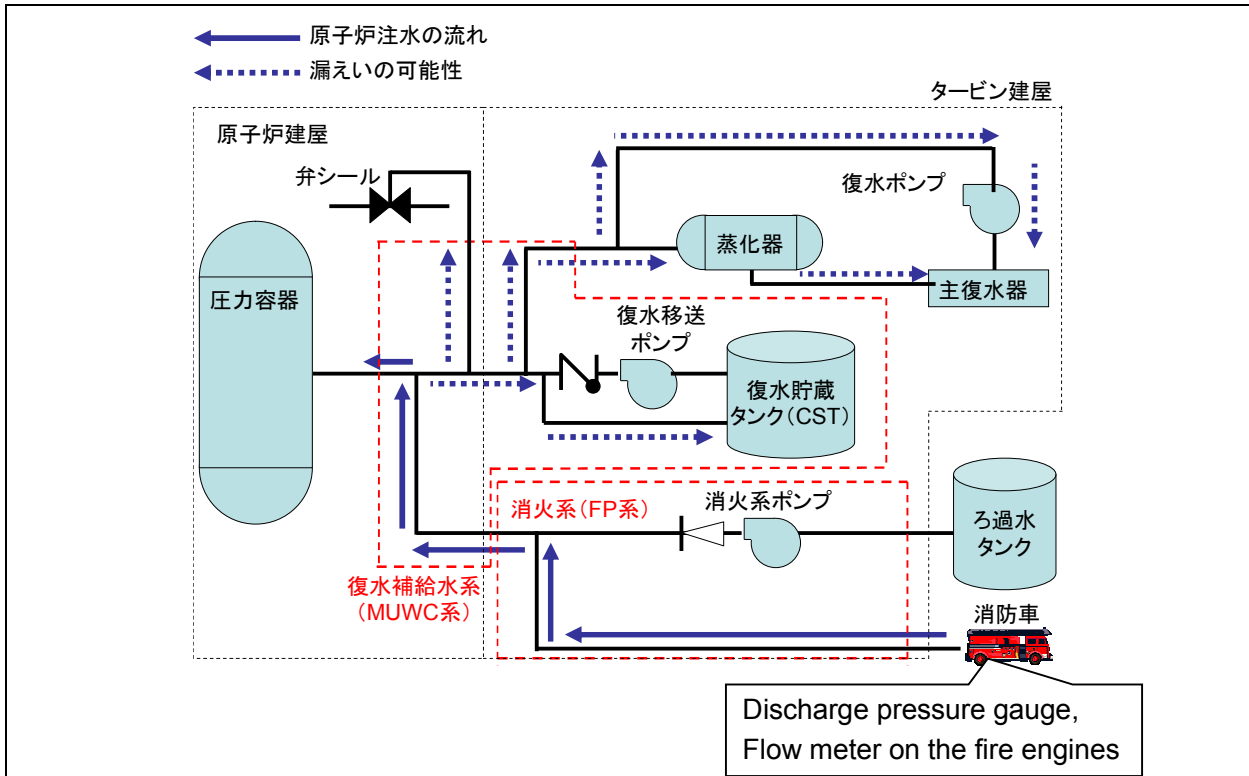 原子炉注水の流れ
漏えいの可能性
タービン建屋
原子炉建屋
弁シール
復水ポンプ
蒸化器
圧力容器
主復水器
復水移送
ポンプ
復水貯蔵
タンク(CST)
消火系(FP系)
消火系ポンプ
ろ過水
タンク
復水補給水系
(MUWC系)
消防車
Discharge pressure gauge,
Flow meter on the fire engines